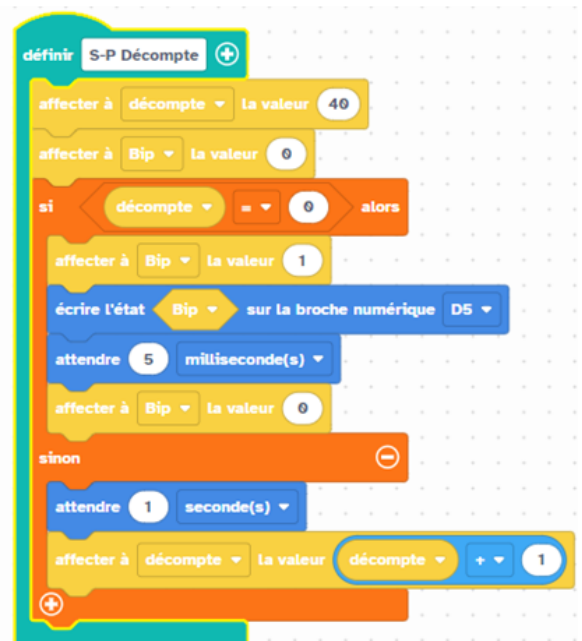 définir S-P Décompte
affecter à décompte la valeur 40
affecter à Bip la valeur 0
si décompte = 0 alors
affecter à Bip la valeur 1
écrire l'état Bip sur la broche numérique D5
attendre 5 milliseconde(s)
affecter à Bip la valeur 0
sinon
attendre 1 seconde(s)
affecter à décompte la valeur décompte + 1